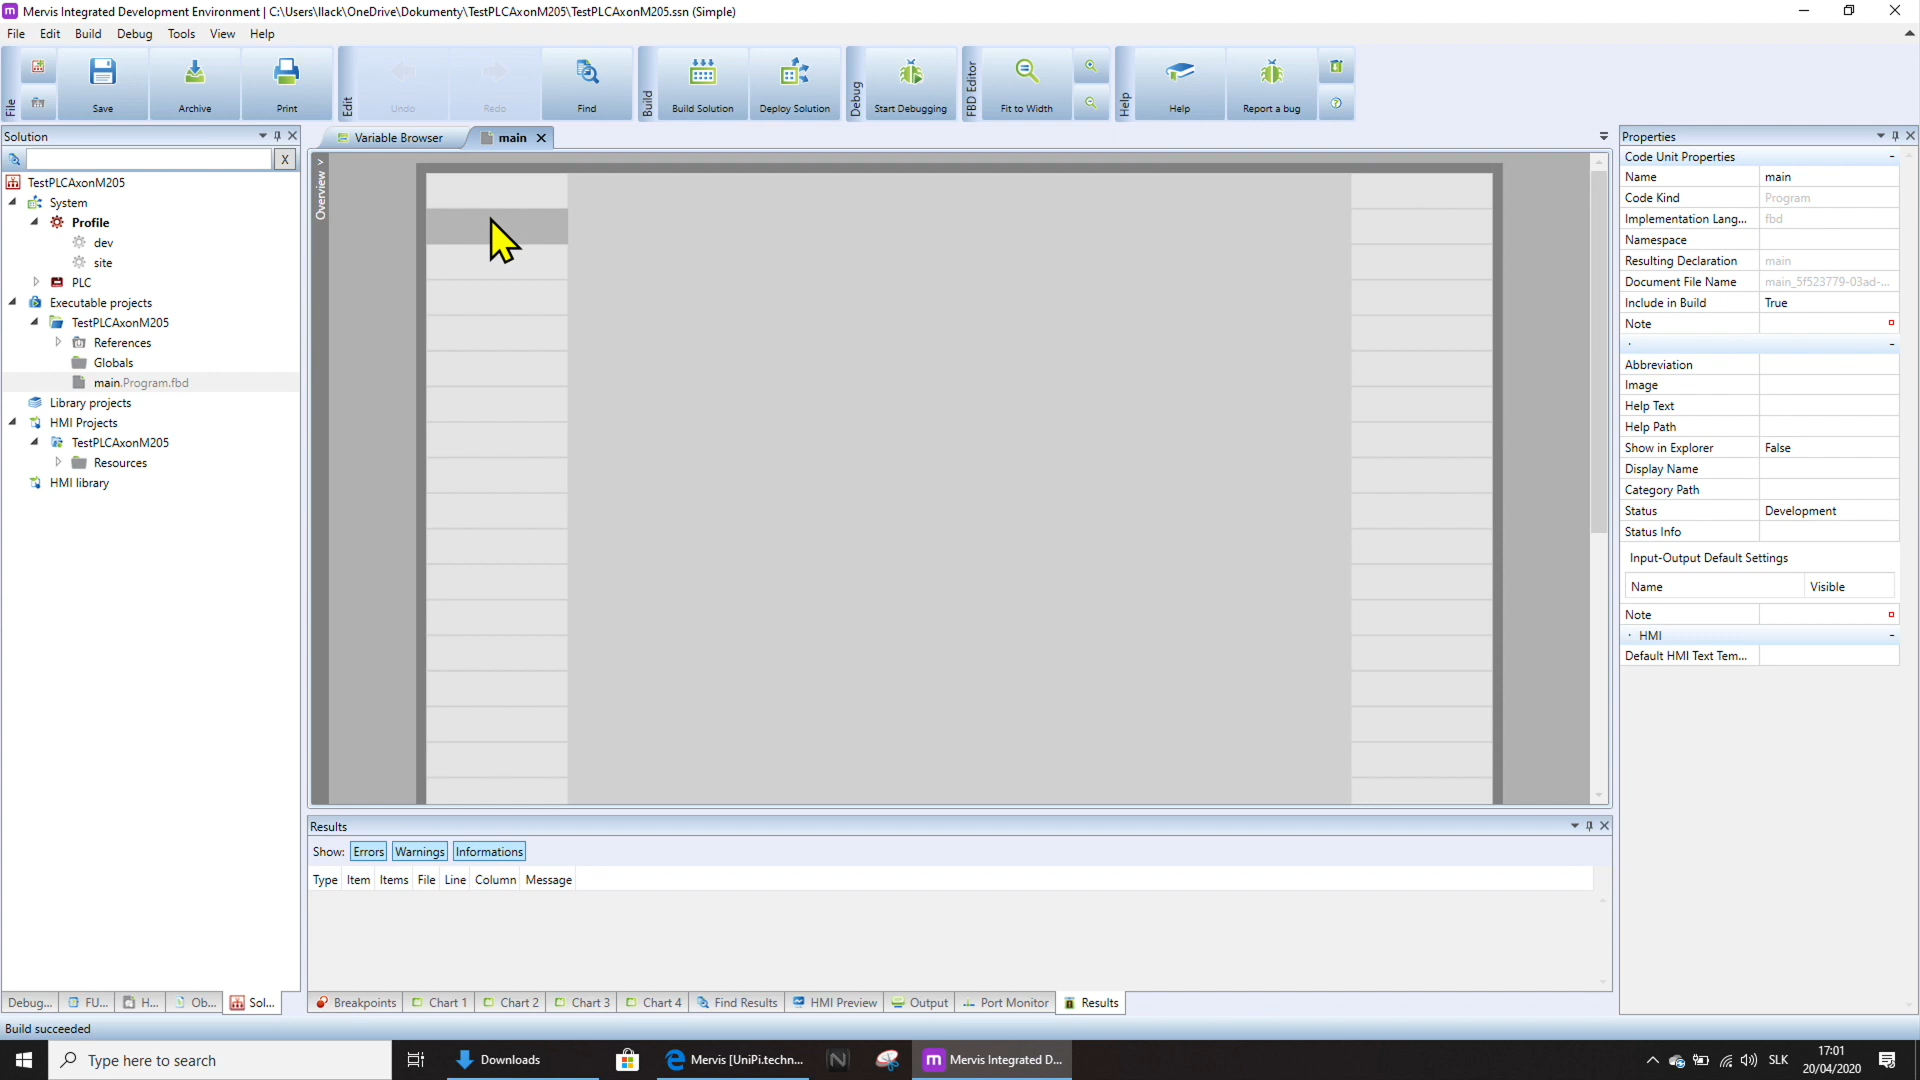 Mervis Integrated Development Environment | C:\Users\llack\OneDrive\Dokumenty\TestPLCAxonM205\TestPLCAxonM205.ssn (Simple)
File Edit Build Debug Tools View Help
File
Save
Archive
Print
Edit
Undo
Redo
Find
Build
Build Solution
Deploy Solution
Debug
Start Debugging
FBD Editor
Fit to Width
Help
Help
Report a bug
Solution
X
TestPLCAxonM205
System
Profile
dev
site
PLC
Executable projects
TestPLCAxonM205
References
Globals
main.Program.fbd
Library projects
HMI Projects
TestPLCAxonM205
Resources
HMI library
Debug... FU... H... Ob... Sol...
Variable Browser
main
Overview
Results
Show: Errors Warnings Informations
Type Item Items File Line Column Message
Breakpoints Chart 1 Chart 2 Chart 3 Chart 4 Find Results HMI Preview Output Port Monitor Results
Properties
Code Unit Properties
Name main
Code Kind Program
Implementation Lang... fbd
Namespace
Resulting Declaration main
Document File Name main_5f523779-03ad-...
Include in Build True
Note
Abbreviation
Image
Help Text
Help Path
Show in Explorer False
Display Name
Category Path
Status Development
Status Info
Input-Output Default Settings
Name Visible
Note
HMI
Default HMI Text Tem...
Build succeeded
Type here to search
Downloads
Mervis [UniPi.techn...
Mervis Integrated D...
SLK
17:01
20/04/2020